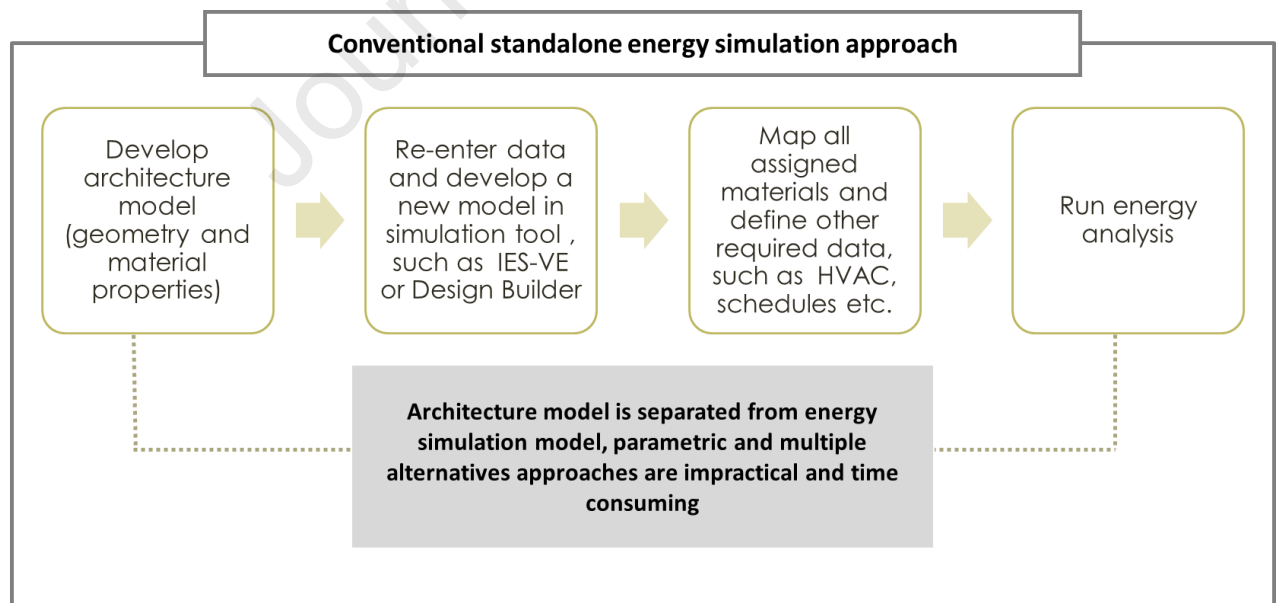 Conventional standalone energy simulation approach
Develop
architecture
model
(geometry and
material
properties)
Re-enter data
and develop a
new model in
simulation tool ,
such as IES-VE
or Design Builder
Map all
assigned
materials and
define other
required data,
such as HVAC,
schedules etc.
Run energy
analysis
Architecture model is separated from energy
simulation model, parametric and multiple
alternatives approaches are impractical and time
consuming
Jour